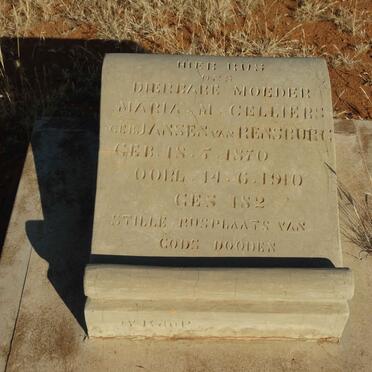 HIER RUS
ONS
DIERBARE MOEDER
MARIA M. CELLIERS
GEB. JANSEN VAN RENSBURG
GEB. 18.7.1870
OORL. 14.6.1910
GES 182
STILLE RUSPLAATS VAN
GODS DOODEN